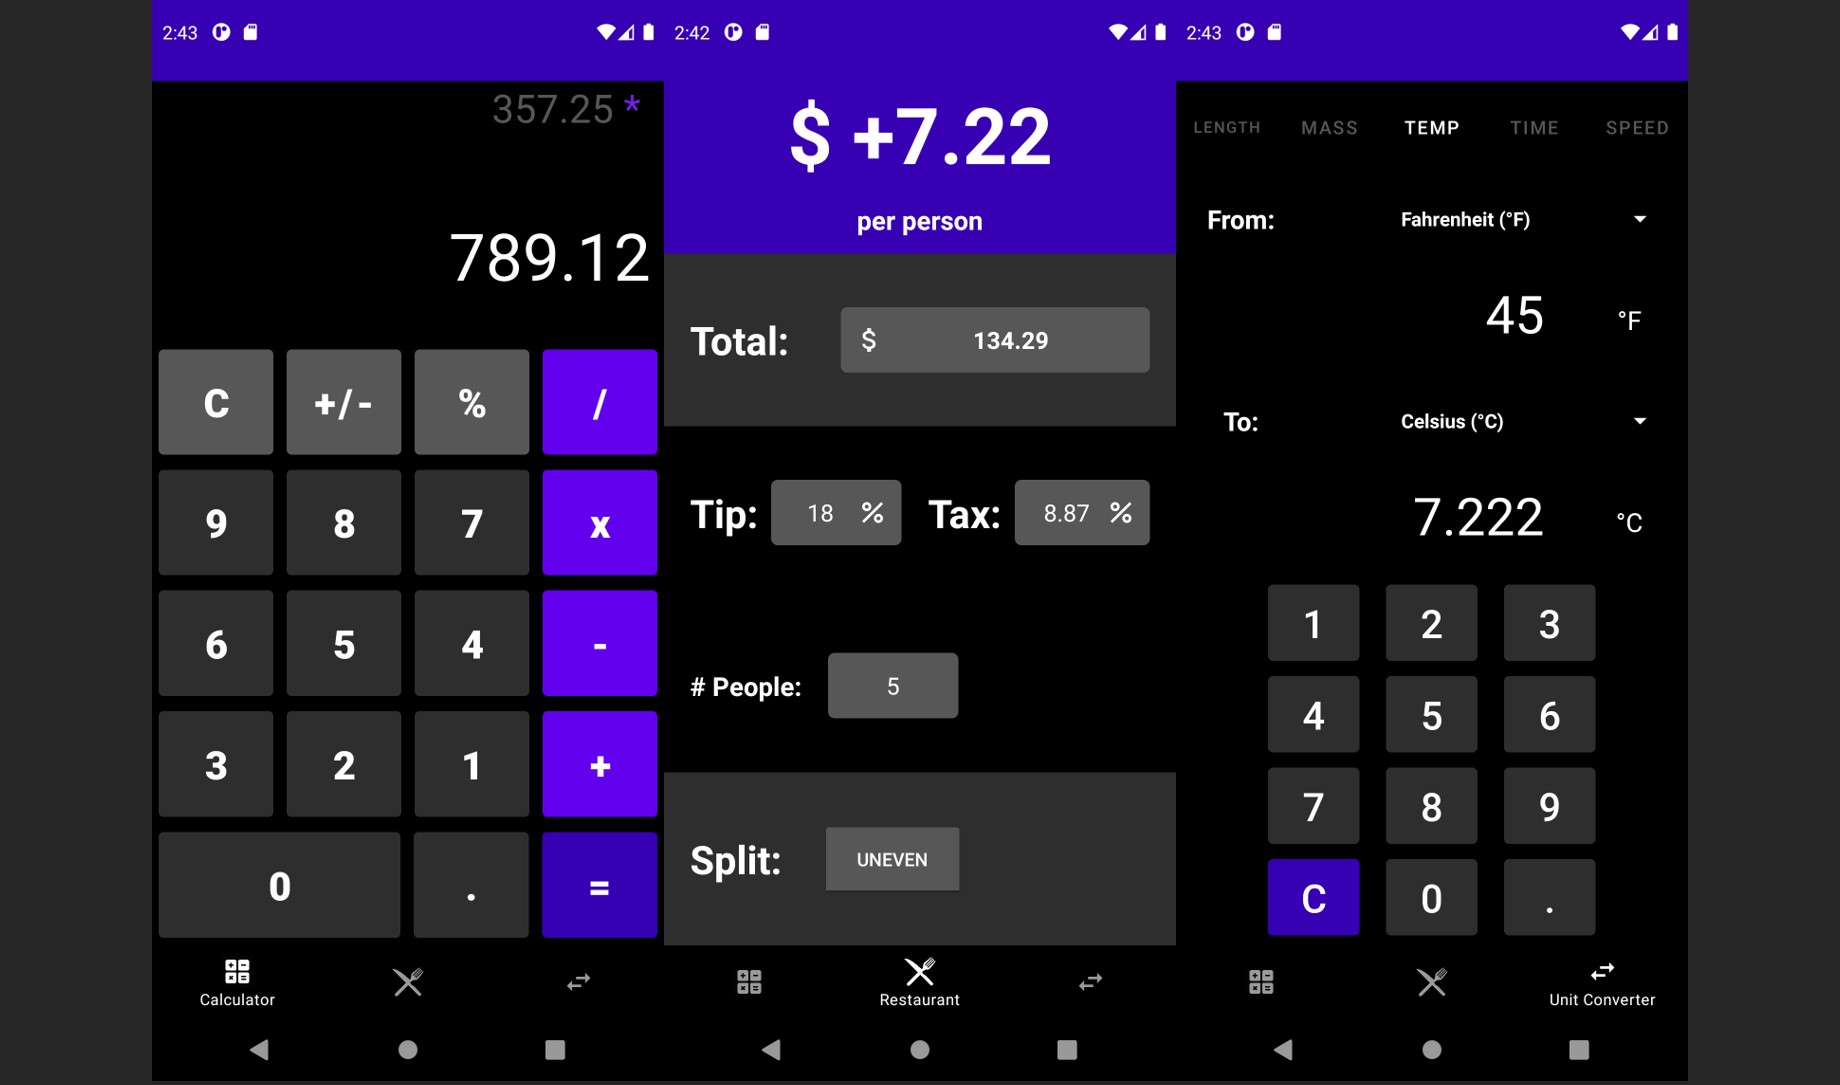 2:43
357.25 *
789.12
C +/- % /
9 8 7 x
6 5 4 -
3 2 1 +
0 . =
Calculator
2:42
$ +7.22
per person
Total: $ 134.29
Tip: 18 % Tax: 8.87 %
# People: 5
Split: UNEVEN
Restaurant
2:43
LENGTH MASS TEMP TIME SPEED
From: Fahrenheit (°F)
45 °F
To: Celsius (°C)
7.222 °C
1 2 3
4 5 6
7 8 9
C 0 .
Unit Converter